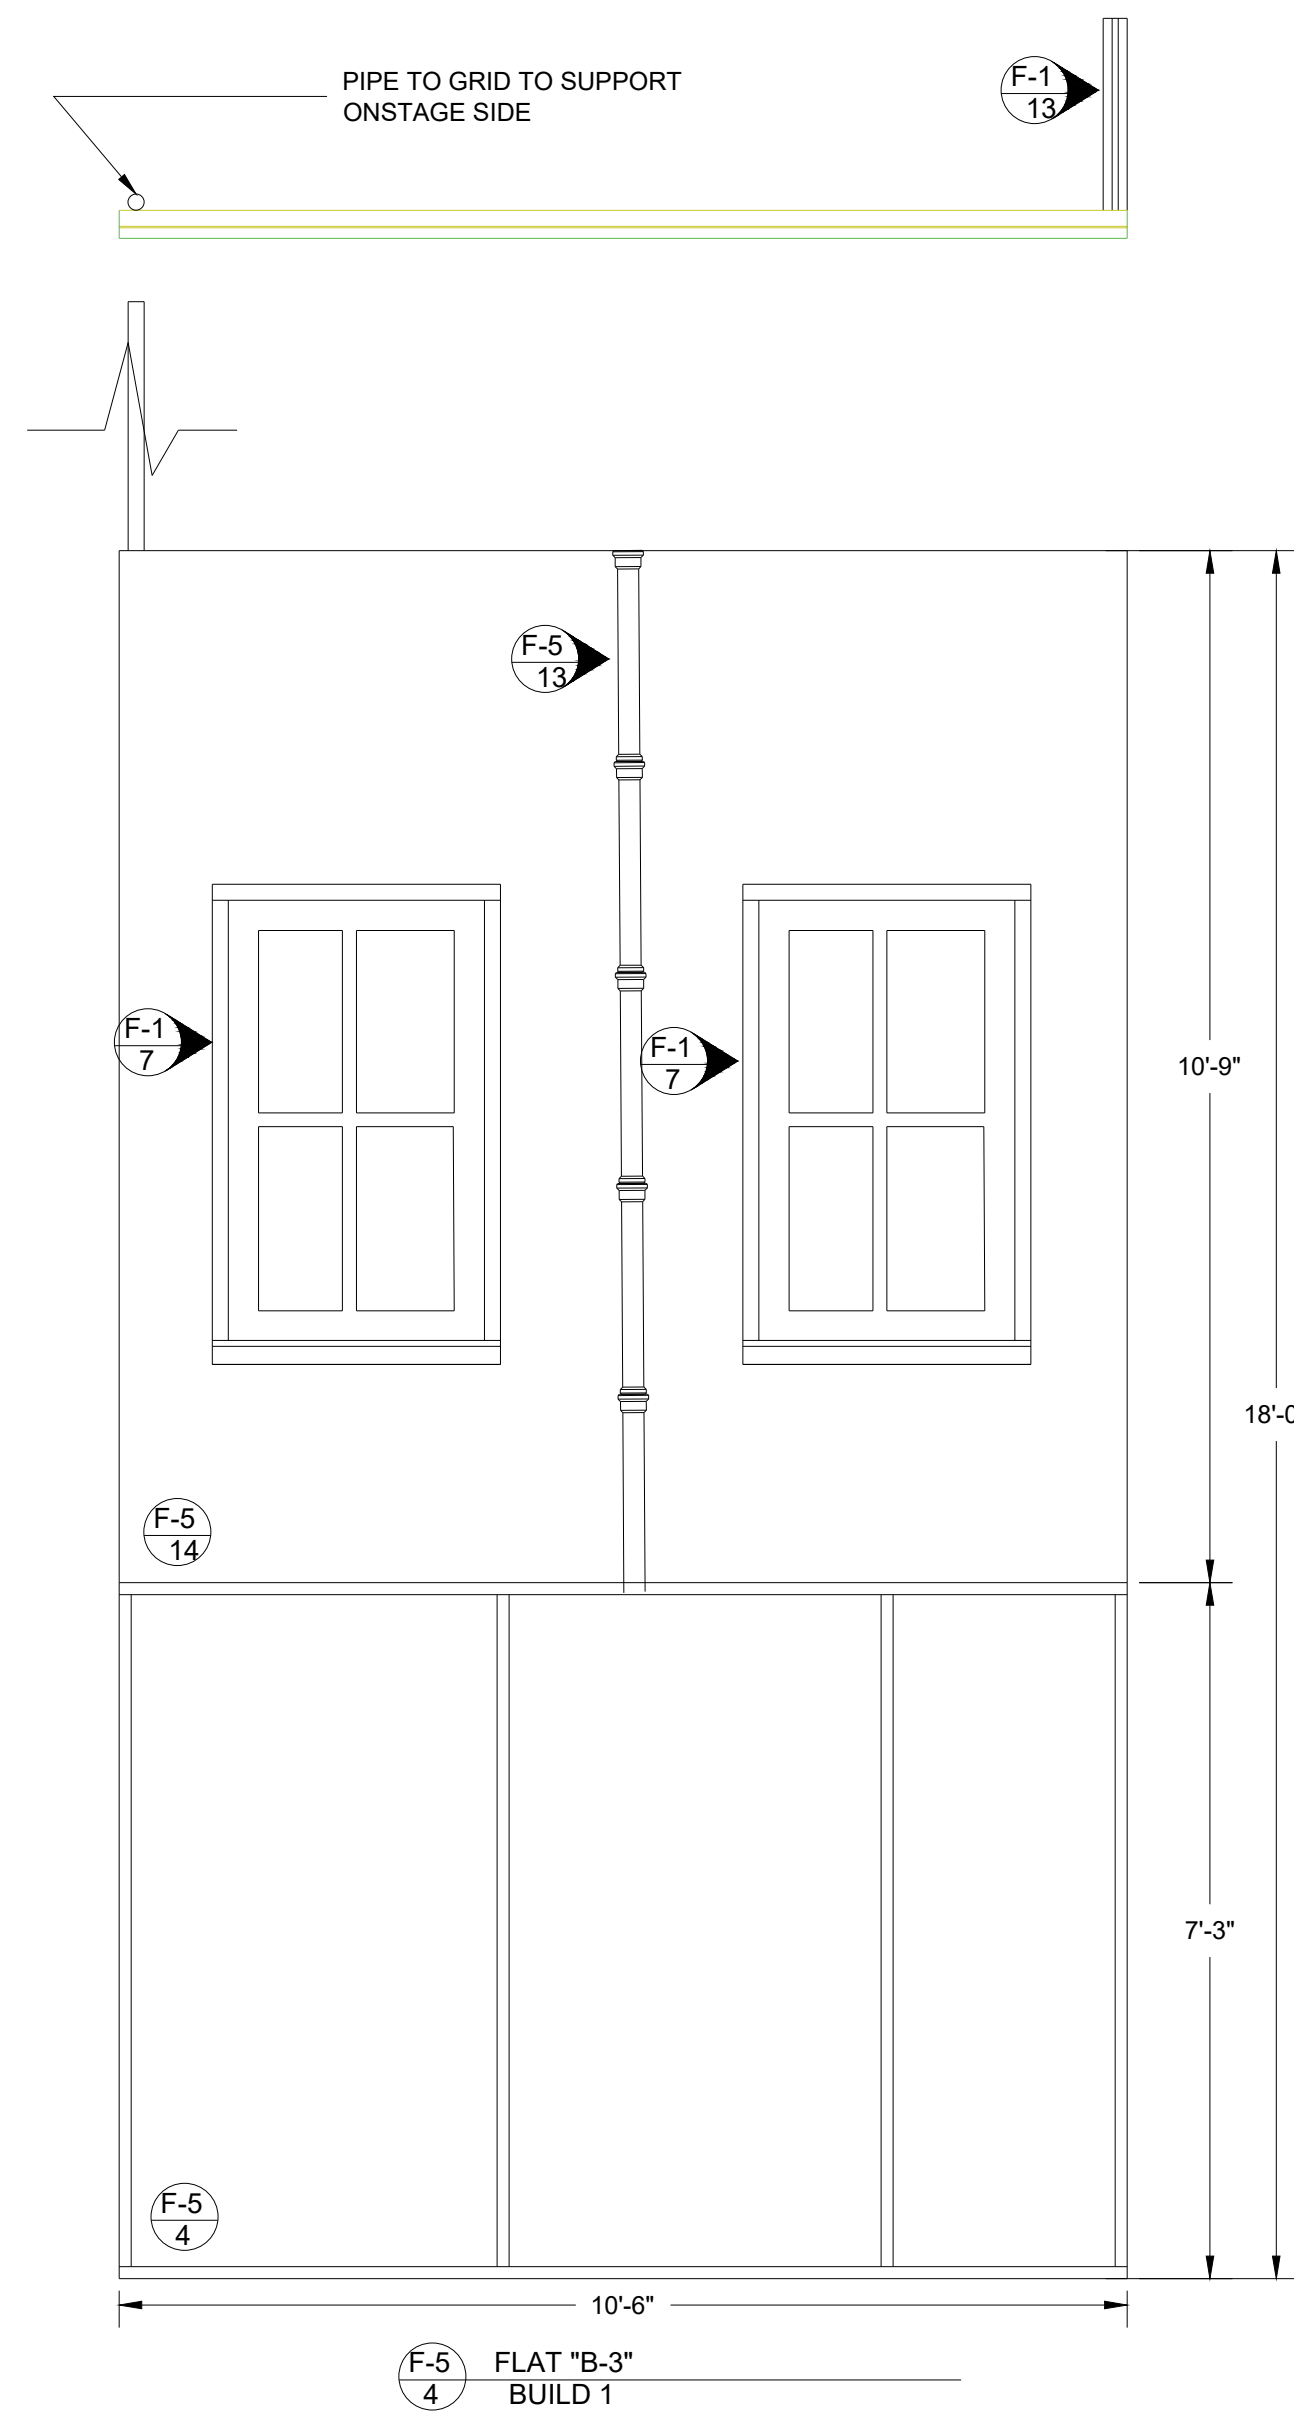 PIPE TO GRID TO SUPPORT
ONSTAGE SIDE
F-1
13
F-5
13
F-1
7
F-1
7
10'-9"
18'-0
F-5
14
7'-3"
F-5
4
10'-6"
F-5
4
FLAT "B-3"
BUILD 1